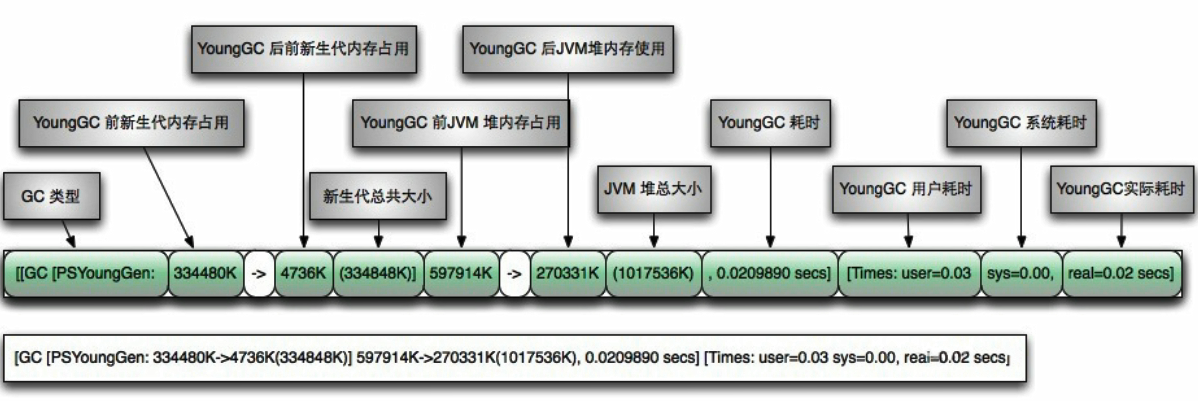 YoungGC 后前新生代内存占用
YoungGC 后JVM堆内存使用
YoungGC 前新生代内存占用
YoungGC 前JVM 堆内存占用
YoungGC 耗时
YoungGC 系统耗时
GC 类型
新生代总共大小
JVM 堆总大小
YoungGC 用户耗时
YoungGC实际耗时
[[GC [PSYoungGen: 334480K -> 4736K (334848K)] 597914K -> 270331K (1017536K) , 0.0209890 secs] [Times: user=0.03 sys=0.00, real=0.02 secs]
[GC [PSYoungGen: 334480K->4736K(334848K)] 597914K->270331K(1017536K), 0.0209890 secs] [Times: user=0.03 sys=0.00, real=0.02 secs]